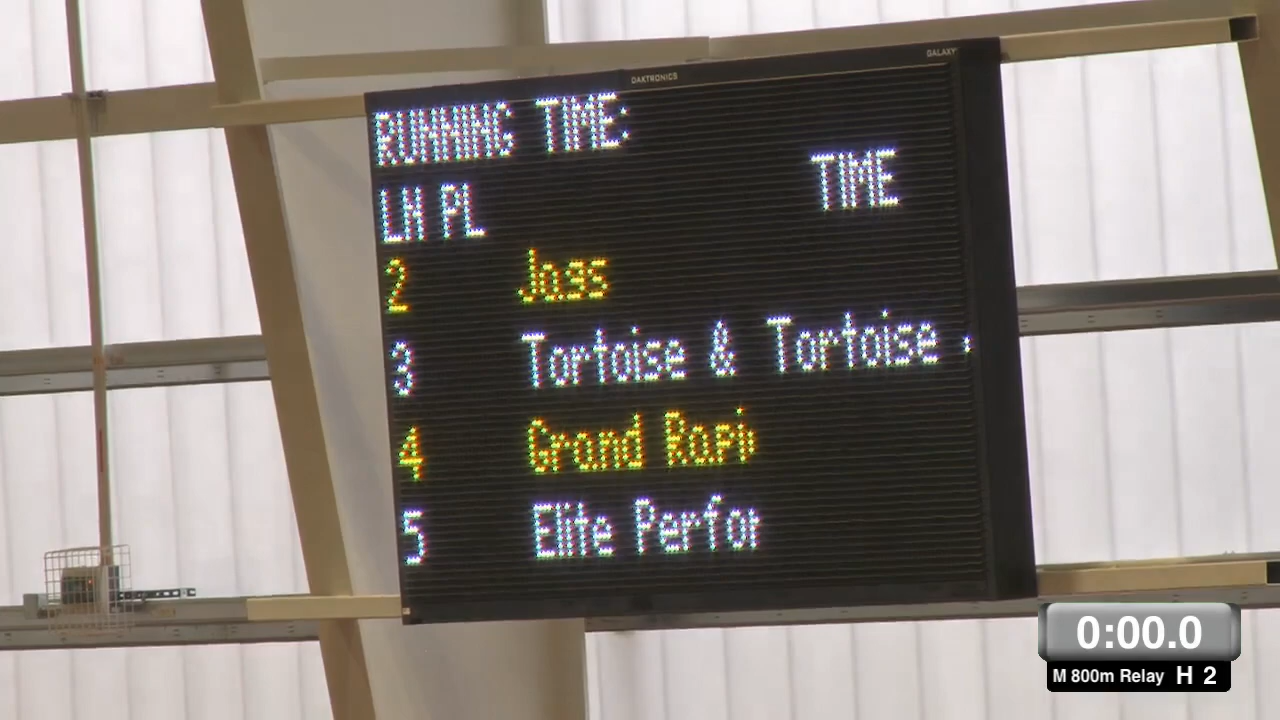 DAKTRONICS GALAXY
RUNNING TIME:
LN PL TIME
2 Jags
3 Tortoise & Tortoise
4 Grand Rapi
5 Elite Perfor
0:00.0
M 800m Relay H 2